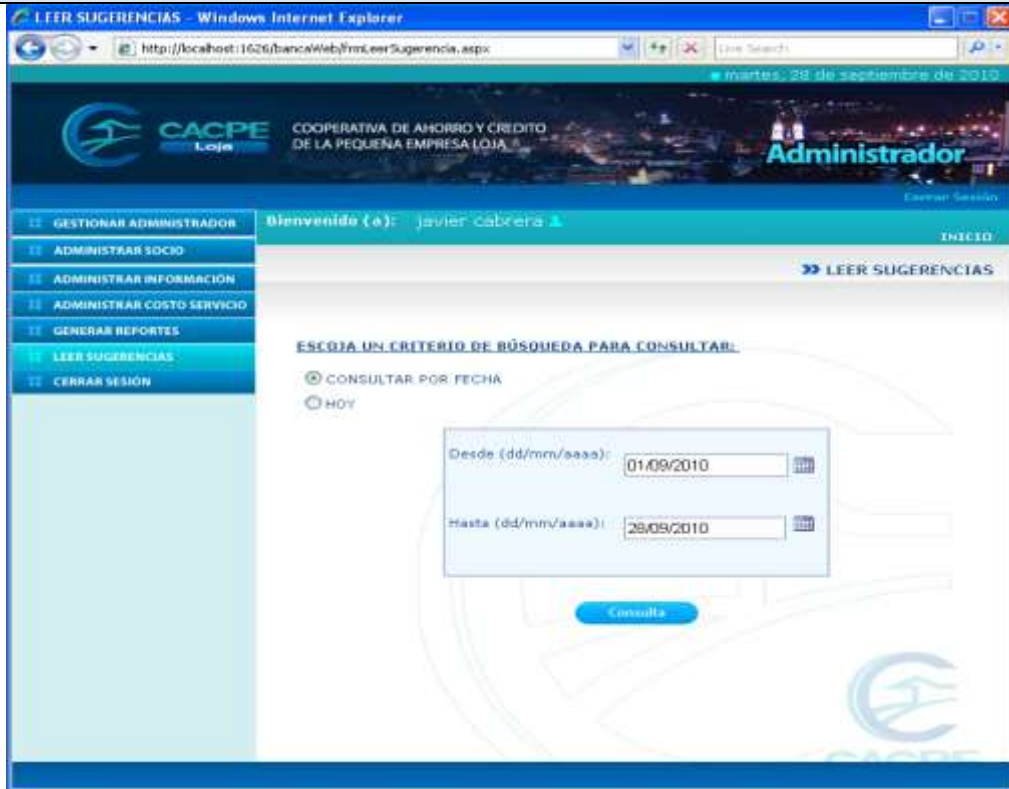 LEER SUGERENCIAS - Windows Internet Explorer
http://localhost:1626/bancaWeb/frmLeerSugerencia.aspx
Live Search
martes, 28 de septiembre de 2010
CACPE
Loja
COOPERATIVA DE AHORRO Y CREDITO
DE LA PEQUEÑA EMPRESA LOJA
Administrador
Cerrar Sesión
GESTIONAR ADMINISTRADOR
ADMINISTRAR SOCIO
ADMINISTRAR INFORMACIÓN
ADMINISTRAR COSTO SERVICIO
GENERAR REPORTES
LEER SUGERENCIAS
CERRAR SESIÓN
Bienvenido (a): javier cabrera
INICIO
LEER SUGERENCIAS
ESCOJA UN CRITERIO DE BÚSQUEDA PARA CONSULTAR:
CONSULTAR POR FECHA
HOY
Desde (dd/mm/aaaa): 01/09/2010
Hasta (dd/mm/aaaa): 28/09/2010
Consulta
CACPE